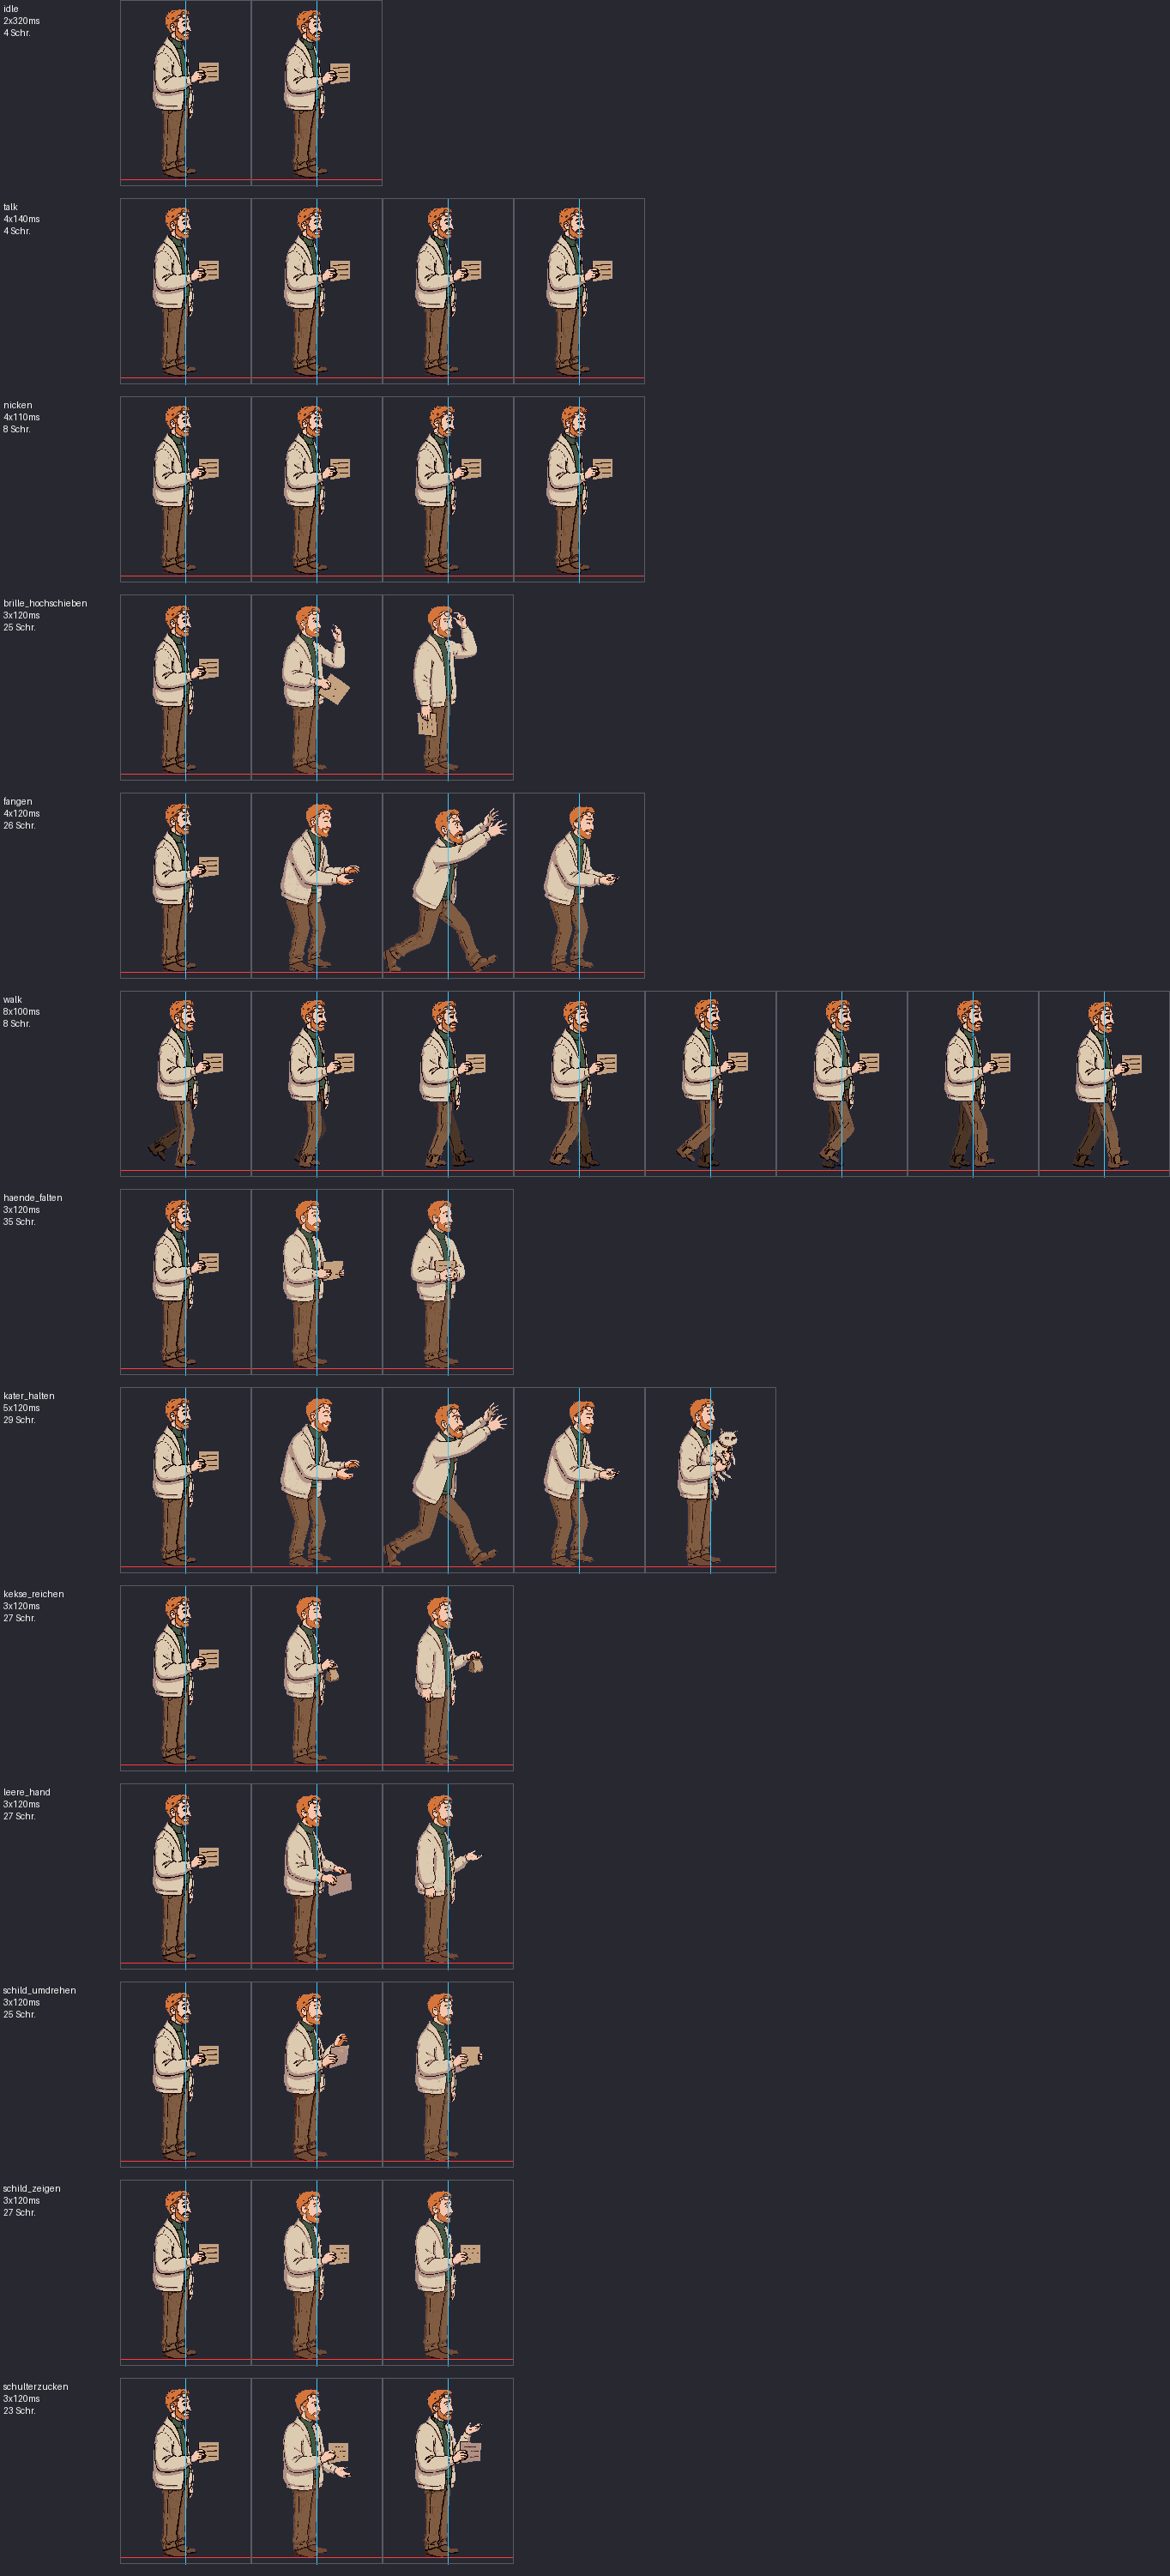 idle
2x320ms
4 Schr.
talk
4x140ms
4 Schr.
nicken
4x110ms
8 Schr.
brille_hochschieben
3x120ms
25 Schr.
fangen
4x120ms
26 Schr.
walk
8x100ms
8 Schr.
haende_falten
3x120ms
35 Schr.
kater_halten
5x120ms
29 Schr.
kekse_reichen
3x120ms
27 Schr.
leere_hand
3x120ms
27 Schr.
schild_umdrehen
3x120ms
25 Schr.
schild_zeigen
3x120ms
27 Schr.
schulterzucken
3x120ms
23 Schr.